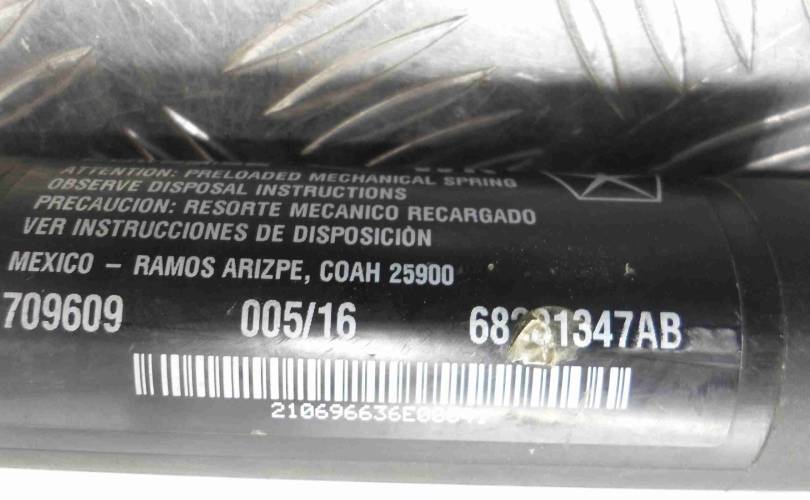 ATTENTION: PRELOADED MECHANICAL SPRING
OBSERVE DISPOSAL INSTRUCTIONS
PRECAUCION: RESORTE MECANICO RECARGADO
VER INSTRUCCIONES DE DISPOSICIÓN
MEXICO – RAMOS ARIZPE, COAH 25900
709609 005/16